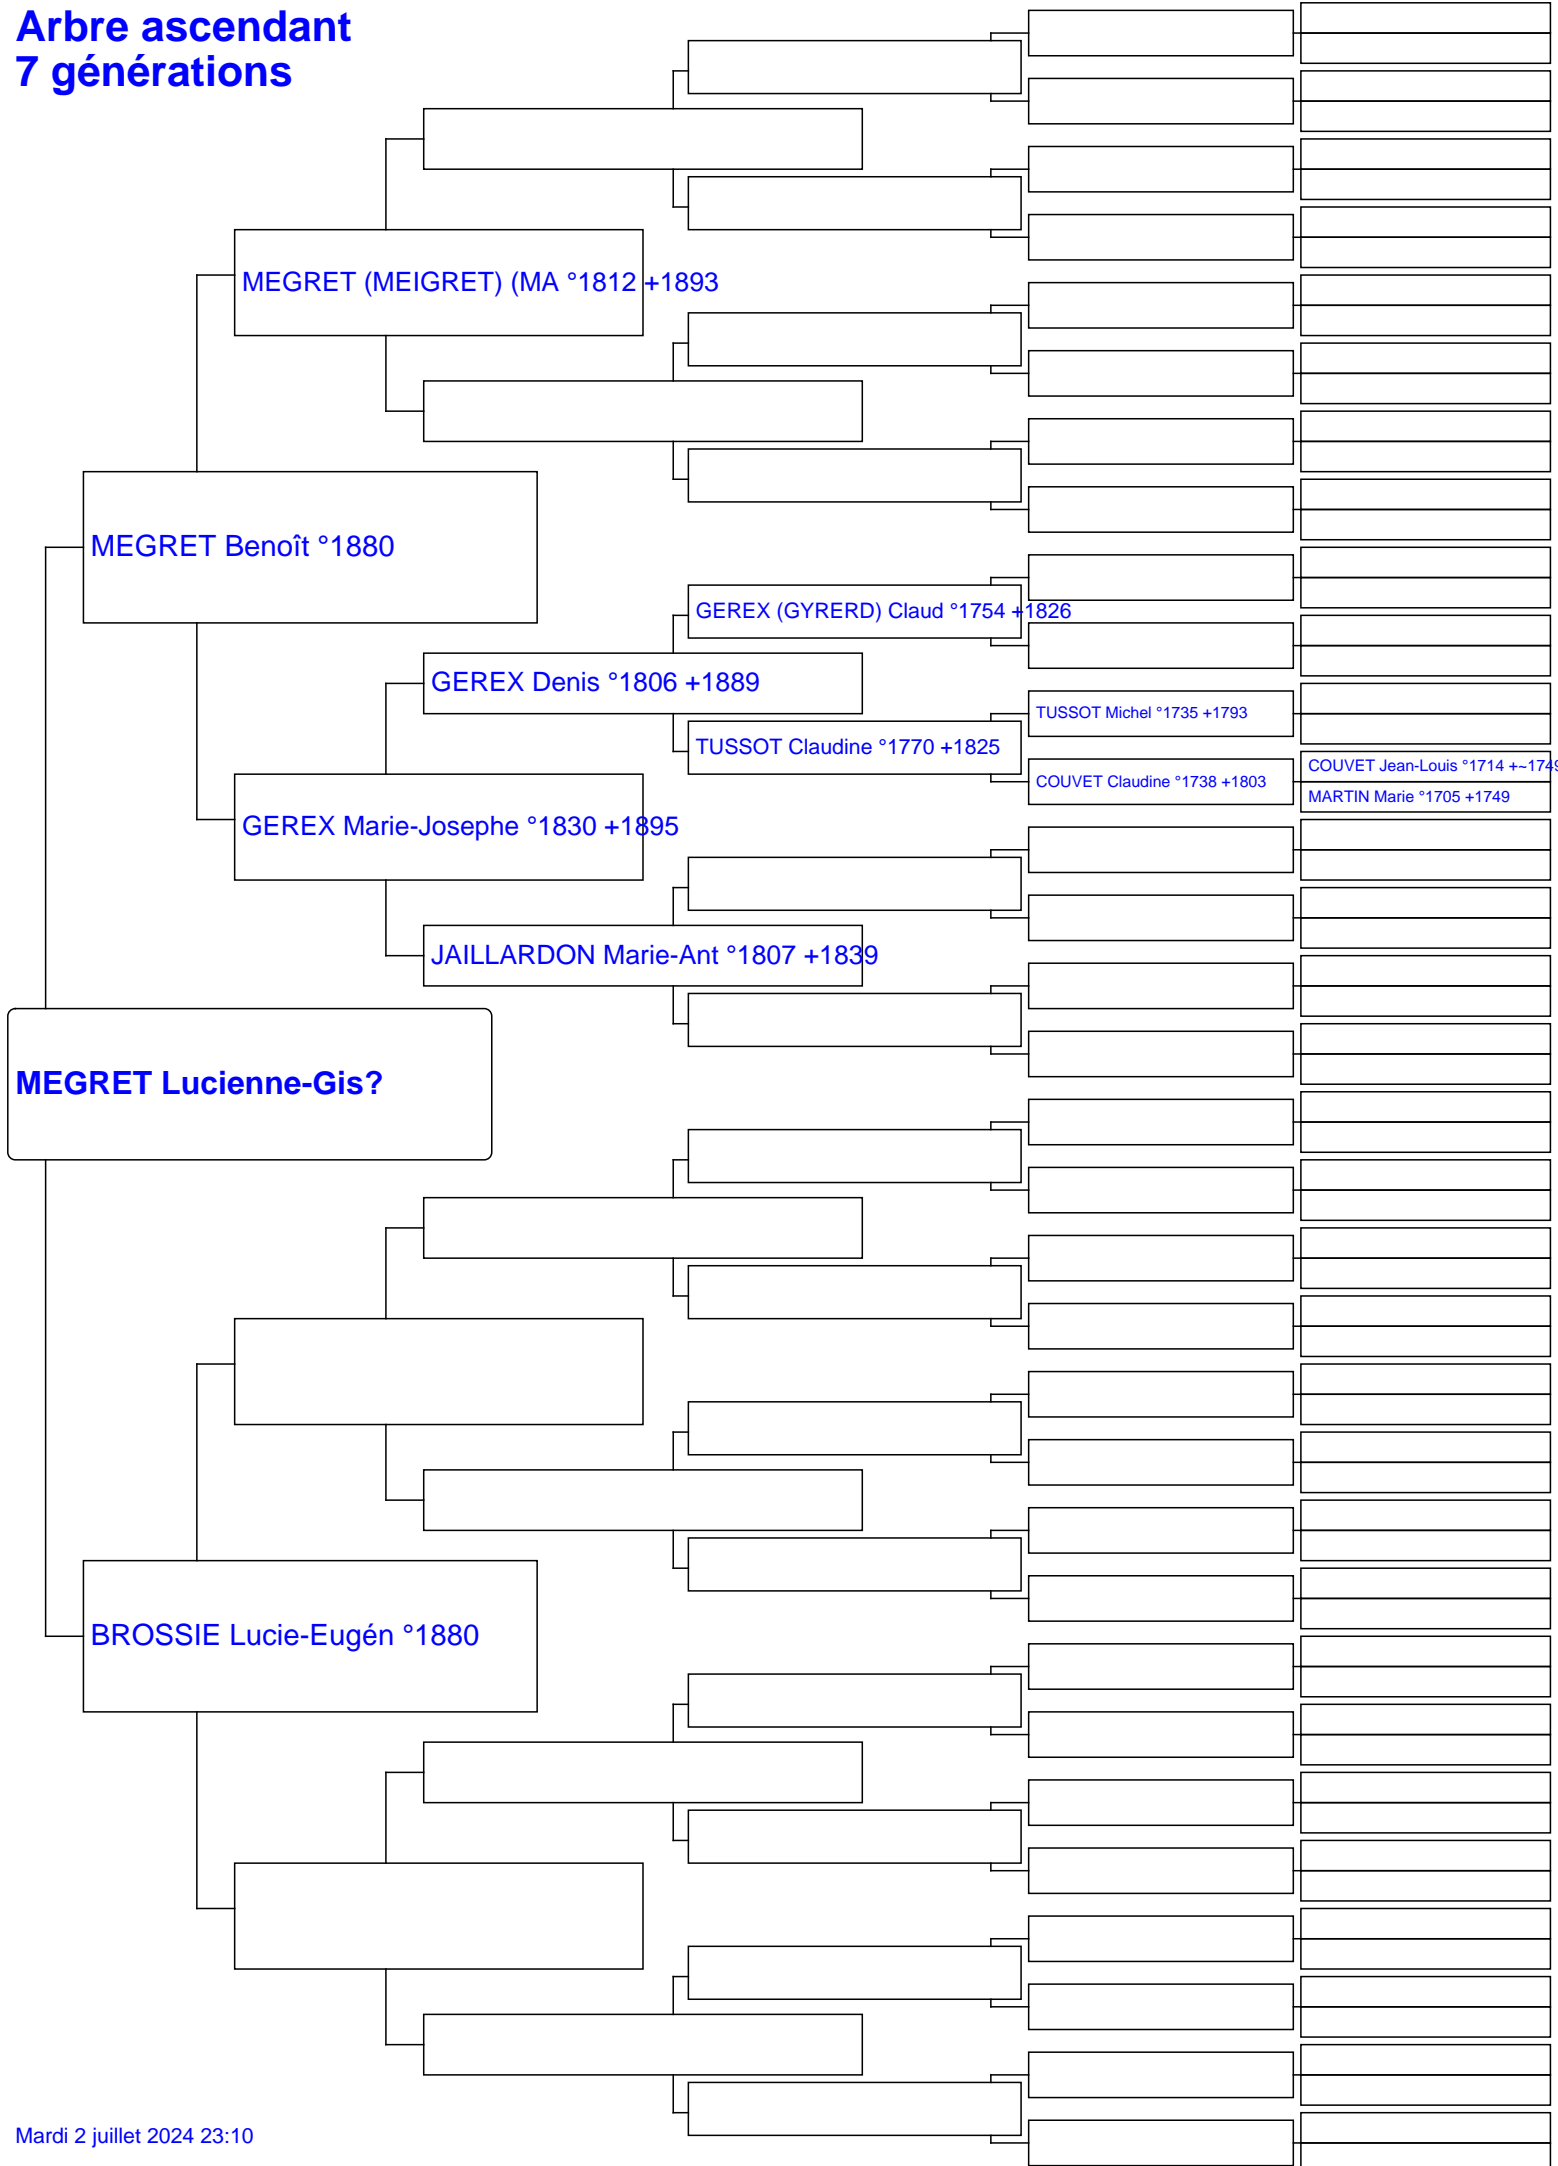 Arbre ascendant
7 générations
MEGRET (MEIGRET) (MA °1812 +1893
MEGRET Benoît °1880
GEREX (GYRERD) Claud °1754 +1826
GEREX Denis °1806 +1889
TUSSOT Michel °1735 +1793
TUSSOT Claudine °1770 +1825
COUVET Jean-Louis °1714 +~1749
COUVET Claudine °1738 +1803
MARTIN Marie °1705 +1749
GEREX Marie-Josephe °1830 +1895
JAILLARDON Marie-Ant °1807 +1839
MEGRET Lucienne-Gis?
BROSSIE Lucie-Eugén °1880
Mardi 2 juillet 2024 23:10